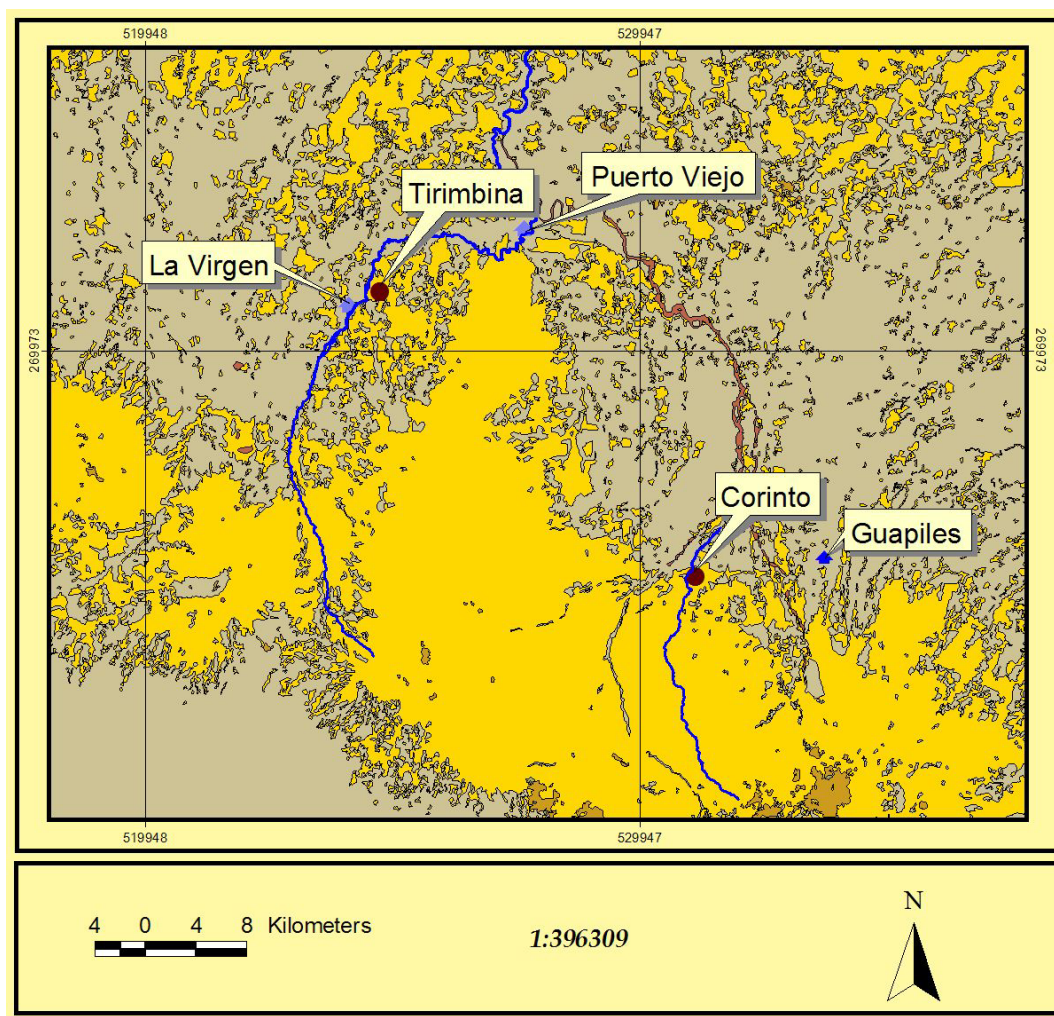 519948 529947
Puerto Viejo
Tirimbina
La Virgen
269973 269973
Corinto
Guapiles
519948 529947
4 0 4 8 Kilometers
1:396309
N